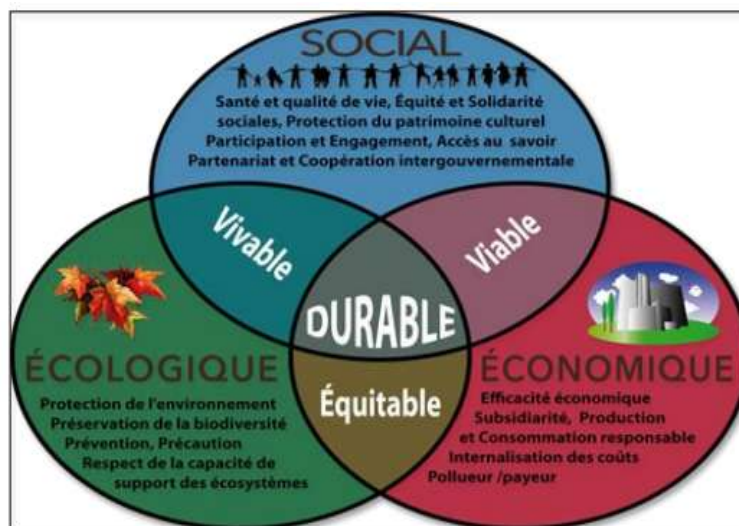 SOCIAL
Santé et qualité de vie, Équité et Solidarité
sociales, Protection du patrimoine culturel
Participation et Engagement, Accès au savoir
Partenariat et Coopération intergouvernementale
Vivable
Viable
DURABLE
ÉCOLOGIQUE
Protection de l'environnement
Préservation de la biodiversité
Prévention, Précaution
Respect de la capacité de
support des écosystèmes
Équitable
ÉCONOMIQUE
Efficacité économique
Subsidiarité, Production
et Consommation responsable
Internalisation des coûts
Pollueur /payeur